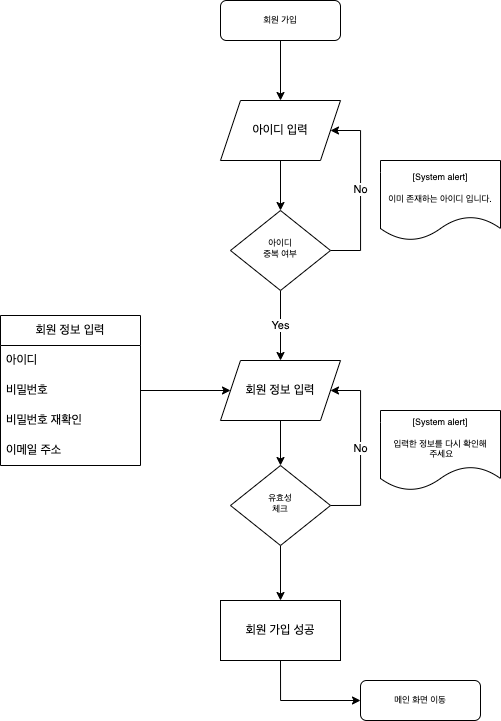 회원 가입
아이디 입력
[System alert]
이미 존재하는 아이디 입니다.
No
아이디
중복 여부
Yes
회원 정보 입력
아이디
비밀번호
비밀번호 재확인
이메일 주소
회원 정보 입력
[System alert]
입력한 정보를 다시 확인해
주세요
No
유효성
체크
회원 가입 성공
메인 화면 이동